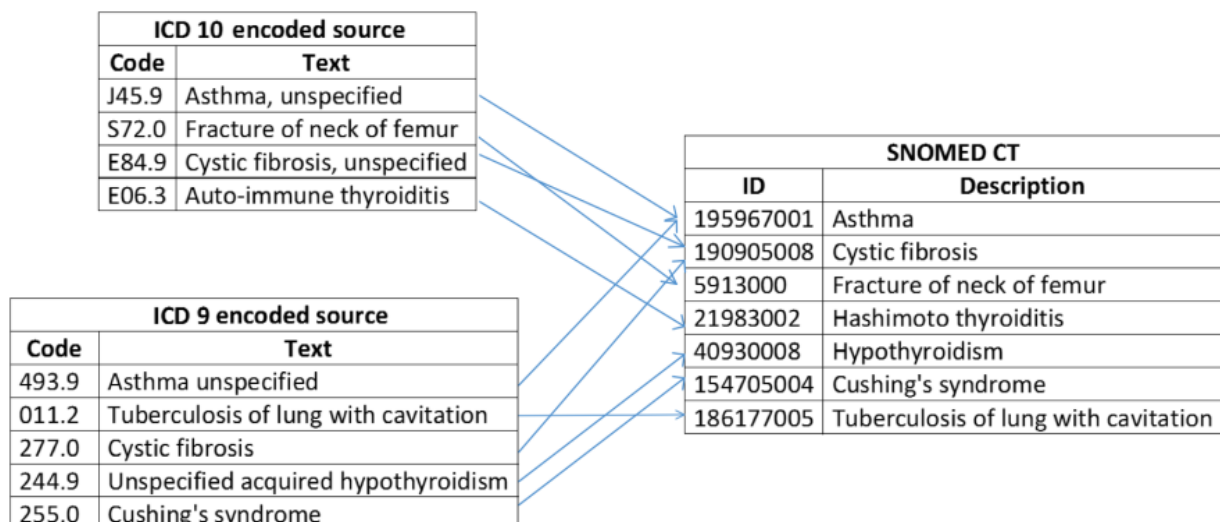 ICD 10 encoded source
Code Text
J45.9 Asthma, unspecified
S72.0 Fracture of neck of femur
E84.9 Cystic fibrosis, unspecified
E06.3 Auto-immune thyroiditis
SNOMED CT
ID Description
195967001 Asthma
190905008 Cystic fibrosis
5913000 Fracture of neck of femur
21983002 Hashimoto thyroiditis
40930008 Hypothyroidism
154705004 Cushing's syndrome
186177005 Tuberculosis of lung with cavitation
ICD 9 encoded source
Code Text
493.9 Asthma unspecified
011.2 Tuberculosis of lung with cavitation
277.0 Cystic fibrosis
244.9 Unspecified acquired hypothyroidism
255.0 Cushing's syndrome